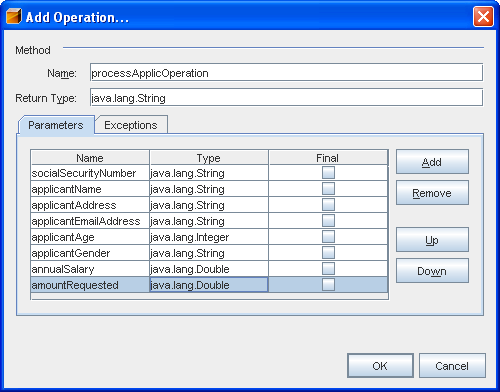 Add Operation...
Method
Name: processApplicOperation
Return Type: java.lang.String
Parameters Exceptions
Name Type Final
socialSecurityNumber java.lang.String
applicantName java.lang.String
applicantAddress java.lang.String
applicantEmailAddress java.lang.String
applicantAge java.lang.Integer
applicantGender java.lang.String
annualSalary java.lang.Double
amountRequested java.lang.Double
Add
Remove
Up
Down
OK Cancel